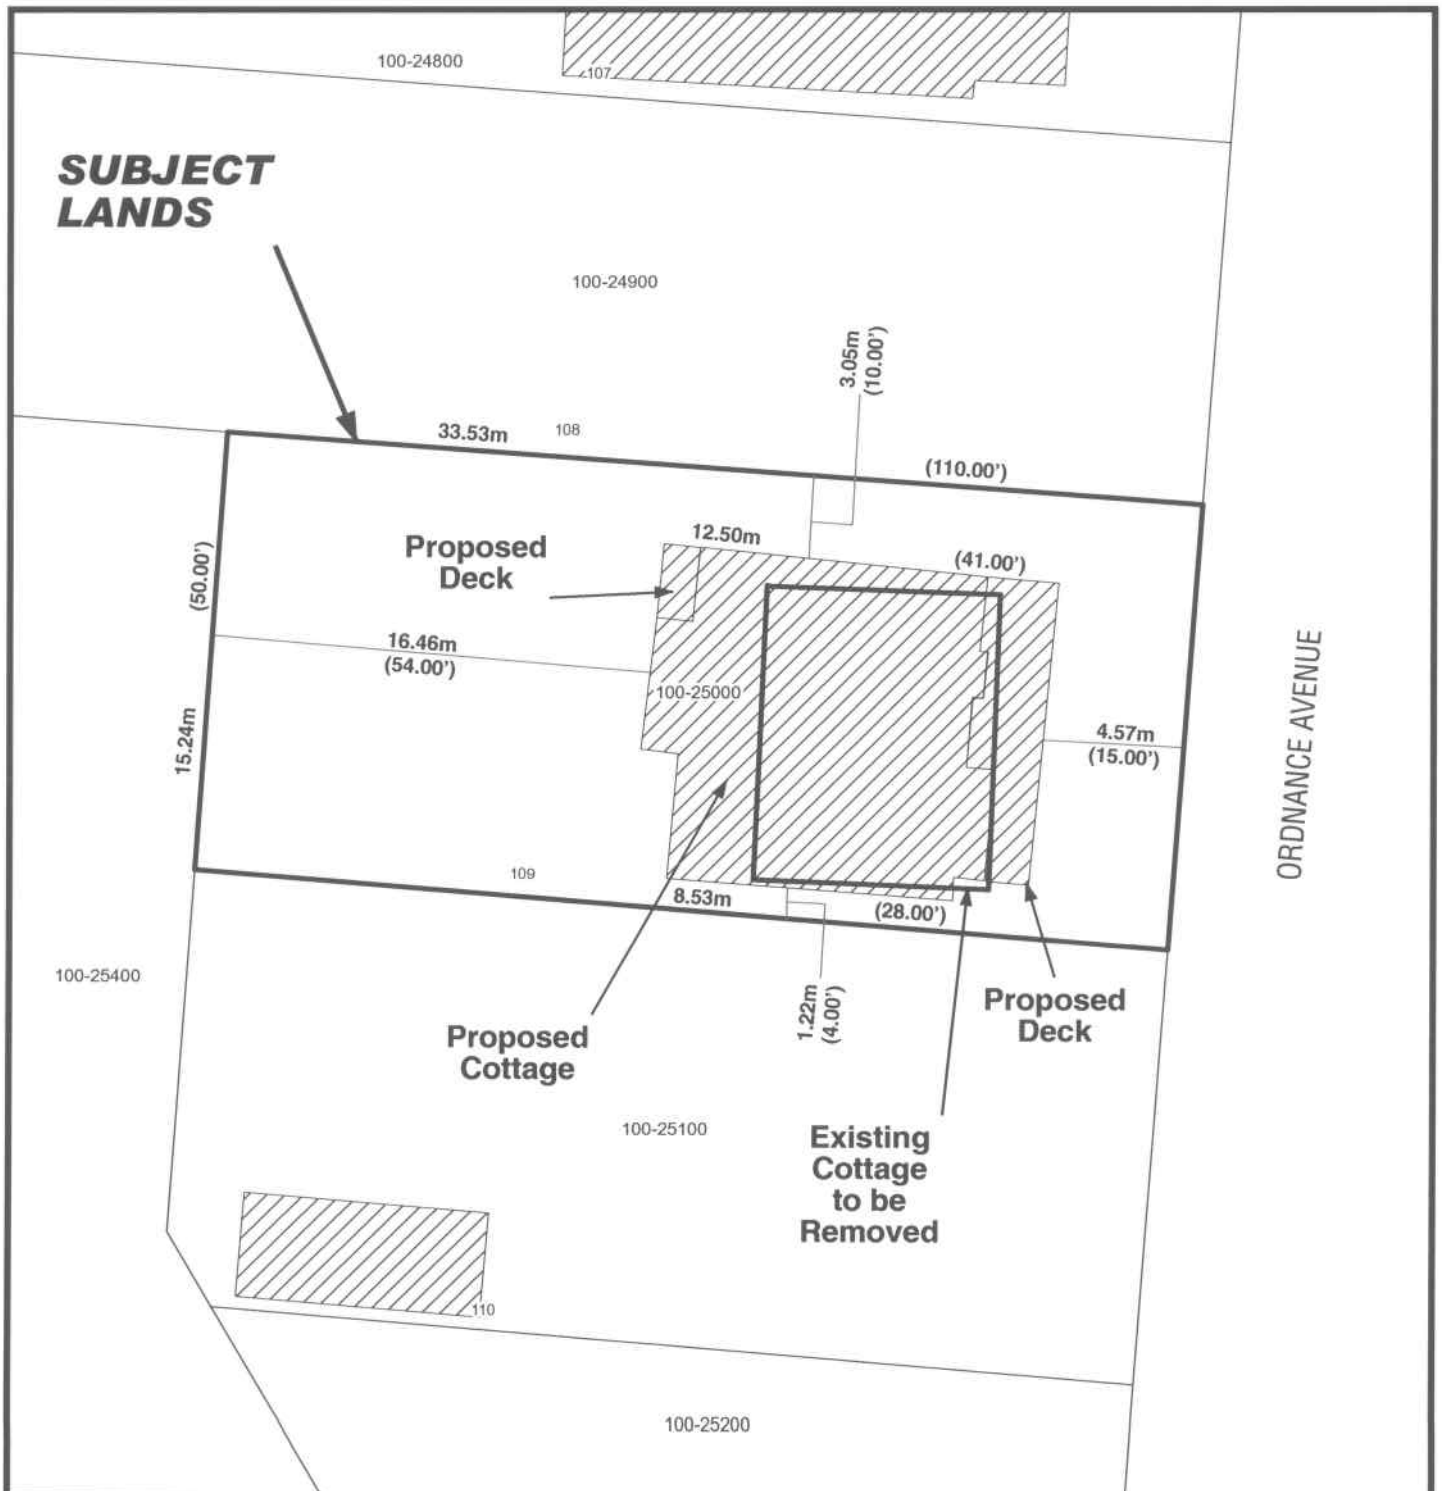 100-24800
107
SUBJECT
LANDS
100-24900
3.05m
(10.00')
33.53m
108
(110.00')
12.50m
(41.00')
Proposed
Deck
(50.00')
16.46m
(54.00')
100-25000
15.24m
4.57m
(15.00')
ORDNANCE AVENUE
109
8.53m
(28.00')
100-25400
1.22m
(4.00')
Proposed
Deck
Proposed
Cottage
100-25100
Existing
Cottage
to be
Removed
110
100-25200